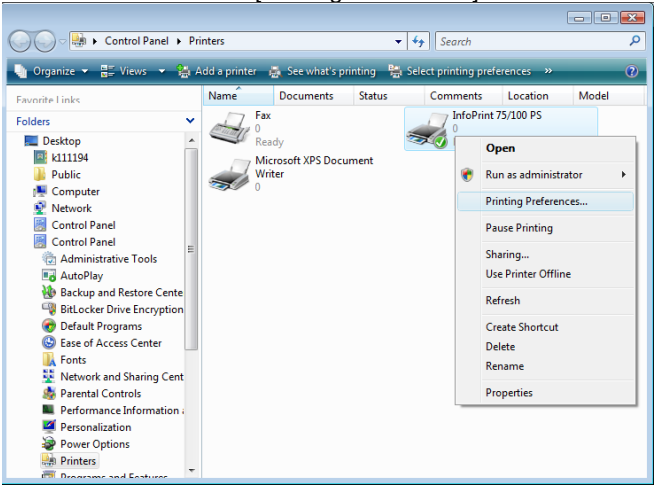 Control Panel
Printers
Search
Organize
Views
Add a printer
See what's printing
Select printing preferences
»
?
Favorite Links
Folders
Desktop
k111194
Public
Computer
Network
Control Panel
Control Panel
Administrative Tools
AutoPlay
Backup and Restore Cente
BitLocker Drive Encryption
Default Programs
Ease of Access Center
Fonts
Network and Sharing Cent
Parental Controls
Performance Information
Personalization
Power Options
Printers
Programs and Features
Name
Documents
Status
Comments
Location
Model
Fax
0
Ready
Microsoft XPS Document
Writer
0
InfoPrint 75/100 PS
0
Open
Run as administrator
Printing Preferences...
Pause Printing
Sharing...
Use Printer Offline
Refresh
Create Shortcut
Delete
Rename
Properties